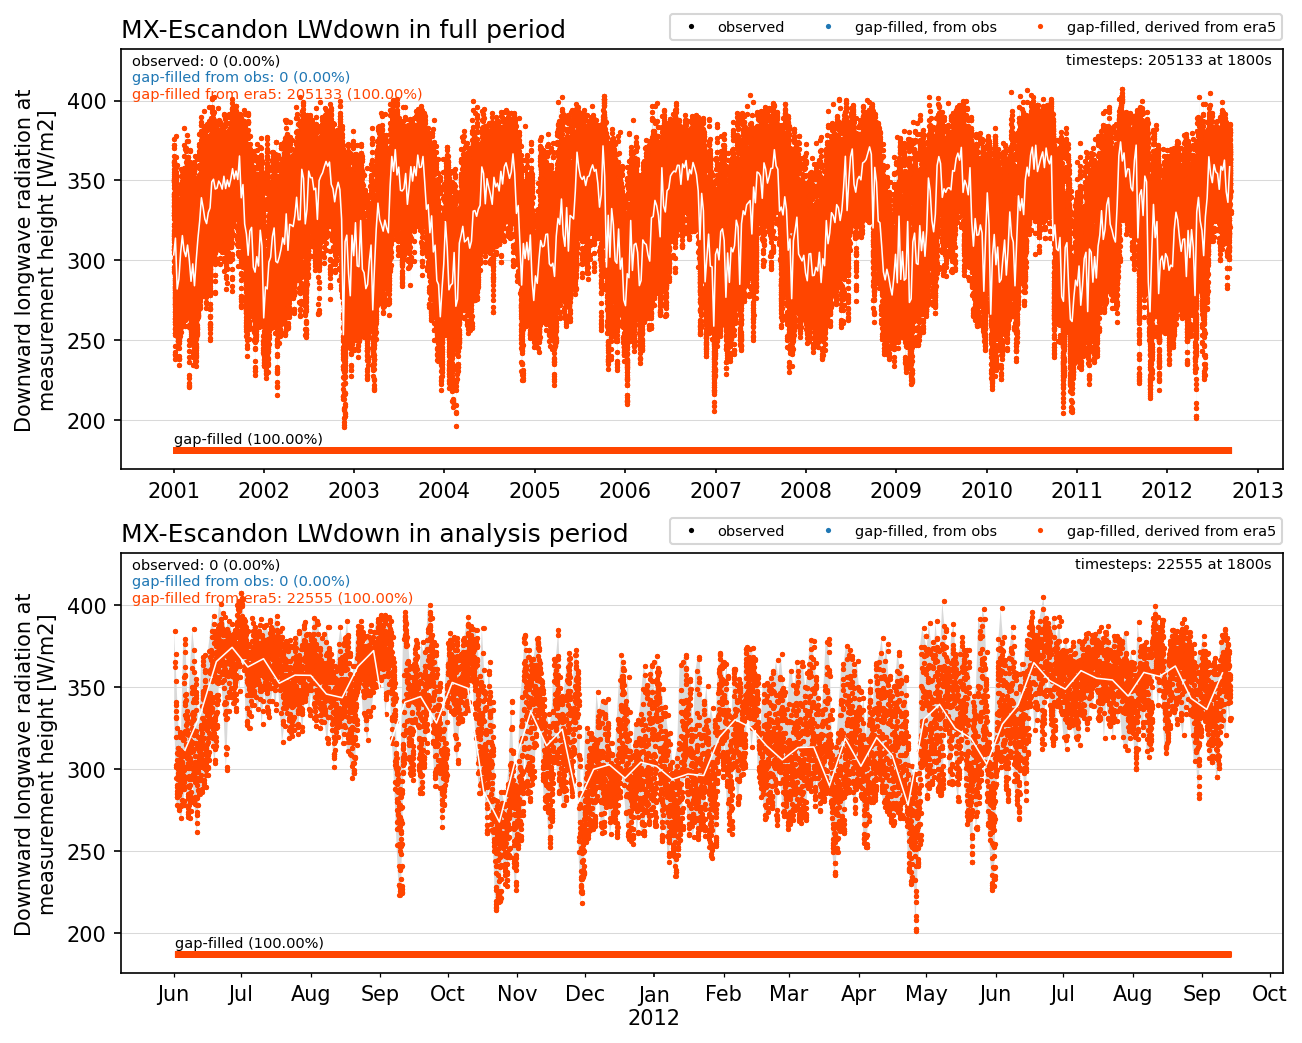 MX-Escandon LWdown in full period
observed gap-filled, from obs gap-filled, derived from era5
observed: 0 (0.00%)
gap-filled from obs: 0 (0.00%)
gap-filled from era5: 205133 (100.00%)
timesteps: 205133 at 1800s
Downward longwave radiation at
measurement height [W/m2]
400
350
300
250
200
gap-filled (100.00%)
2001 2002 2003 2004 2005 2006 2007 2008 2009 2010 2011 2012 2013
MX-Escandon LWdown in analysis period
observed gap-filled, from obs gap-filled, derived from era5
observed: 0 (0.00%)
gap-filled from obs: 0 (0.00%)
gap-filled from era5: 22555 (100.00%)
timesteps: 22555 at 1800s
Downward longwave radiation at
measurement height [W/m2]
400
350
300
250
200
gap-filled (100.00%)
Jun Jul Aug Sep Oct Nov Dec Jan Feb Mar Apr May Jun Jul Aug Sep Oct
2012